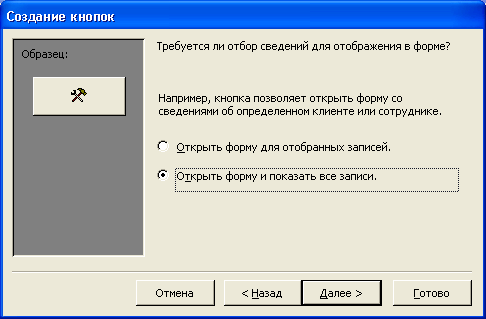 Создание кнопок
Образец:
Требуется ли отбор сведений для отображения в форме?
Например, кнопка позволяет открыть форму со
сведениями об определенном клиенте или сотруднике.
Открыть форму для отобранных записей.
Открыть форму и показать все записи.
Отмена
< Назад
Далее >
Готово